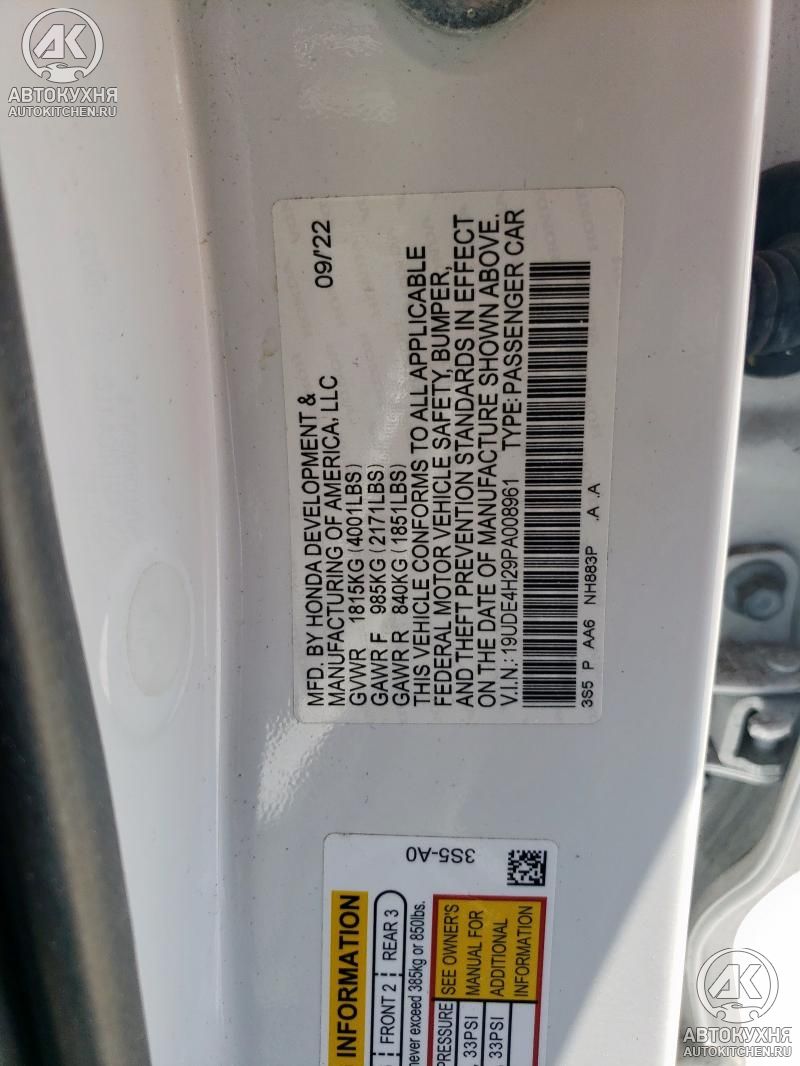 AK
АВТОКУХНЯ
AUTOKITCHEN.RU
MFD. BY HONDA DEVELOPMENT & 09/'22
MANUFACTURING OF AMERICA, LLC
GVWR 1815KG(4001LBS)
GAWR F 985KG(2171LBS)
GAWR R 840KG(1851LBS)
THIS VEHICLE CONFORMS TO ALL APPLICABLE
FEDERAL MOTOR VEHICLE SAFETY, BUMPER,
AND THEFT PREVENTION STANDARDS IN EFFECT
ON THE DATE OF MANUFACTURE SHOWN ABOVE.
V.I.N.: 19UDE4H29PA008961 TYPE: PASSENGER CAR
3S5 P AA6 NH883P .A .A
3S5-A0
INFORMATION
FRONT 2 REAR 3
never exceed 385kg or 850lbs.
PRESSURE SEE OWNER'S
33PSI MANUAL FOR
33PSI ADDITIONAL
INFORMATION
AK
АВТОКУХНЯ
AUTOKITCHEN.RU